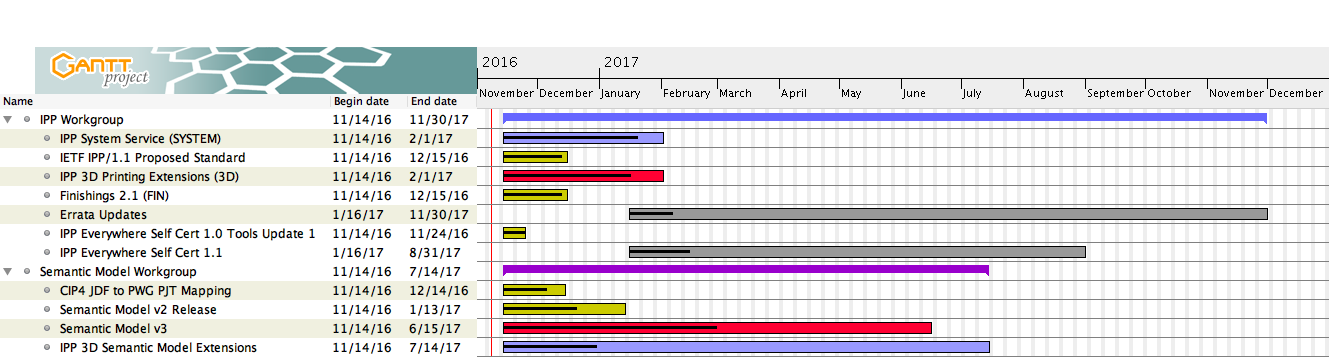 2016 2017
GANTT
project
November December January February March April May June July August September October November December
Name Begin date End date
IPP Workgroup 11/14/16 11/30/17
IPP System Service (SYSTEM) 11/14/16 2/1/17
IETF IPP/1.1 Proposed Standard 11/14/16 12/15/16
IPP 3D Printing Extensions (3D) 11/14/16 2/1/17
Finishings 2.1 (FIN) 11/14/16 12/15/16
Errata Updates 1/16/17 11/30/17
IPP Everywhere Self Cert 1.0 Tools Update 1 11/14/16 11/24/16
IPP Everywhere Self Cert 1.1 1/16/17 8/31/17
Semantic Model Workgroup 11/14/16 7/14/17
CIP4 JDF to PWG PJT Mapping 11/14/16 12/14/16
Semantic Model v2 Release 11/14/16 1/13/17
Semantic Model v3 11/14/16 6/15/17
IPP 3D Semantic Model Extensions 11/14/16 7/14/17